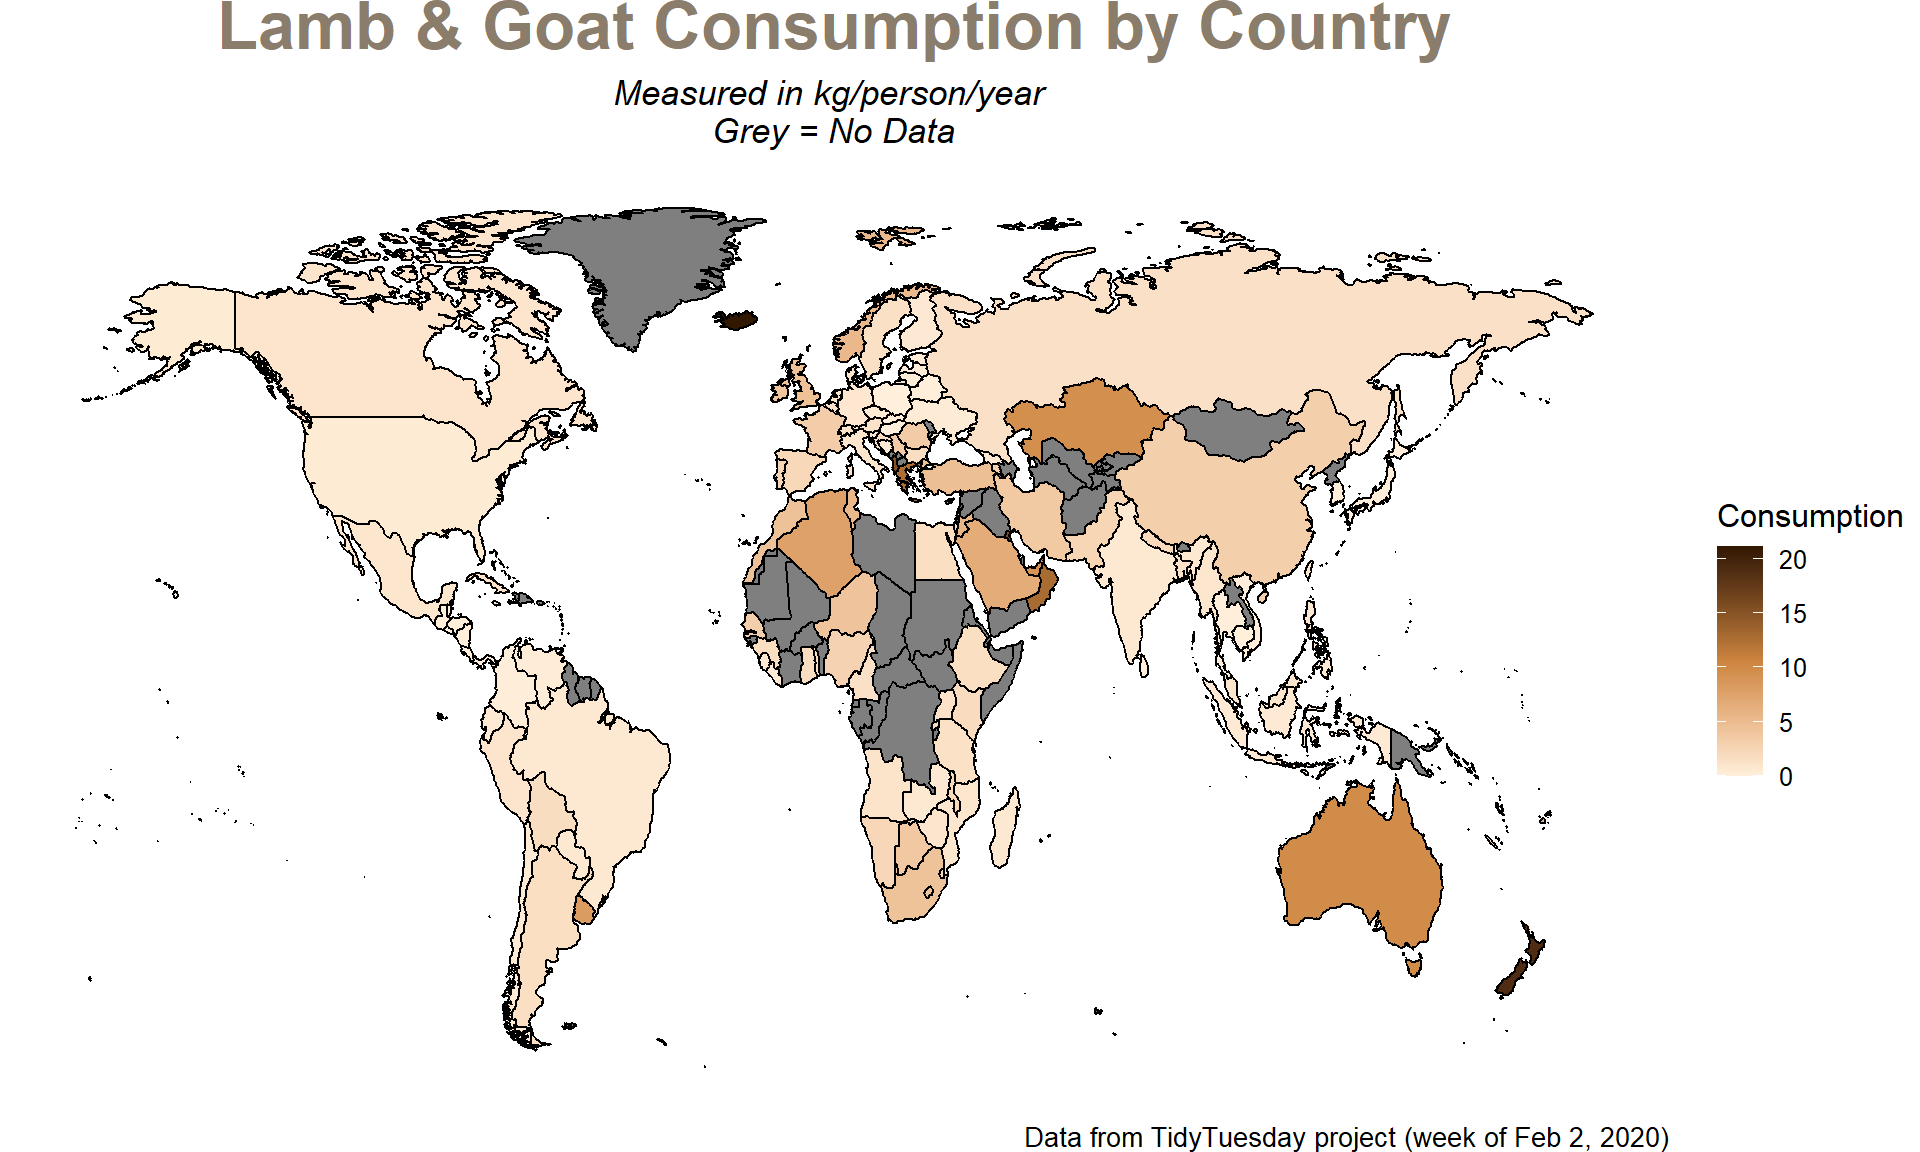 Lamb & Goat Consumption by Country
Measured in kg/person/year
Grey = No Data
Consumption
20
15
10
5
0
Data from TidyTuesday project (week of Feb 2, 2020)